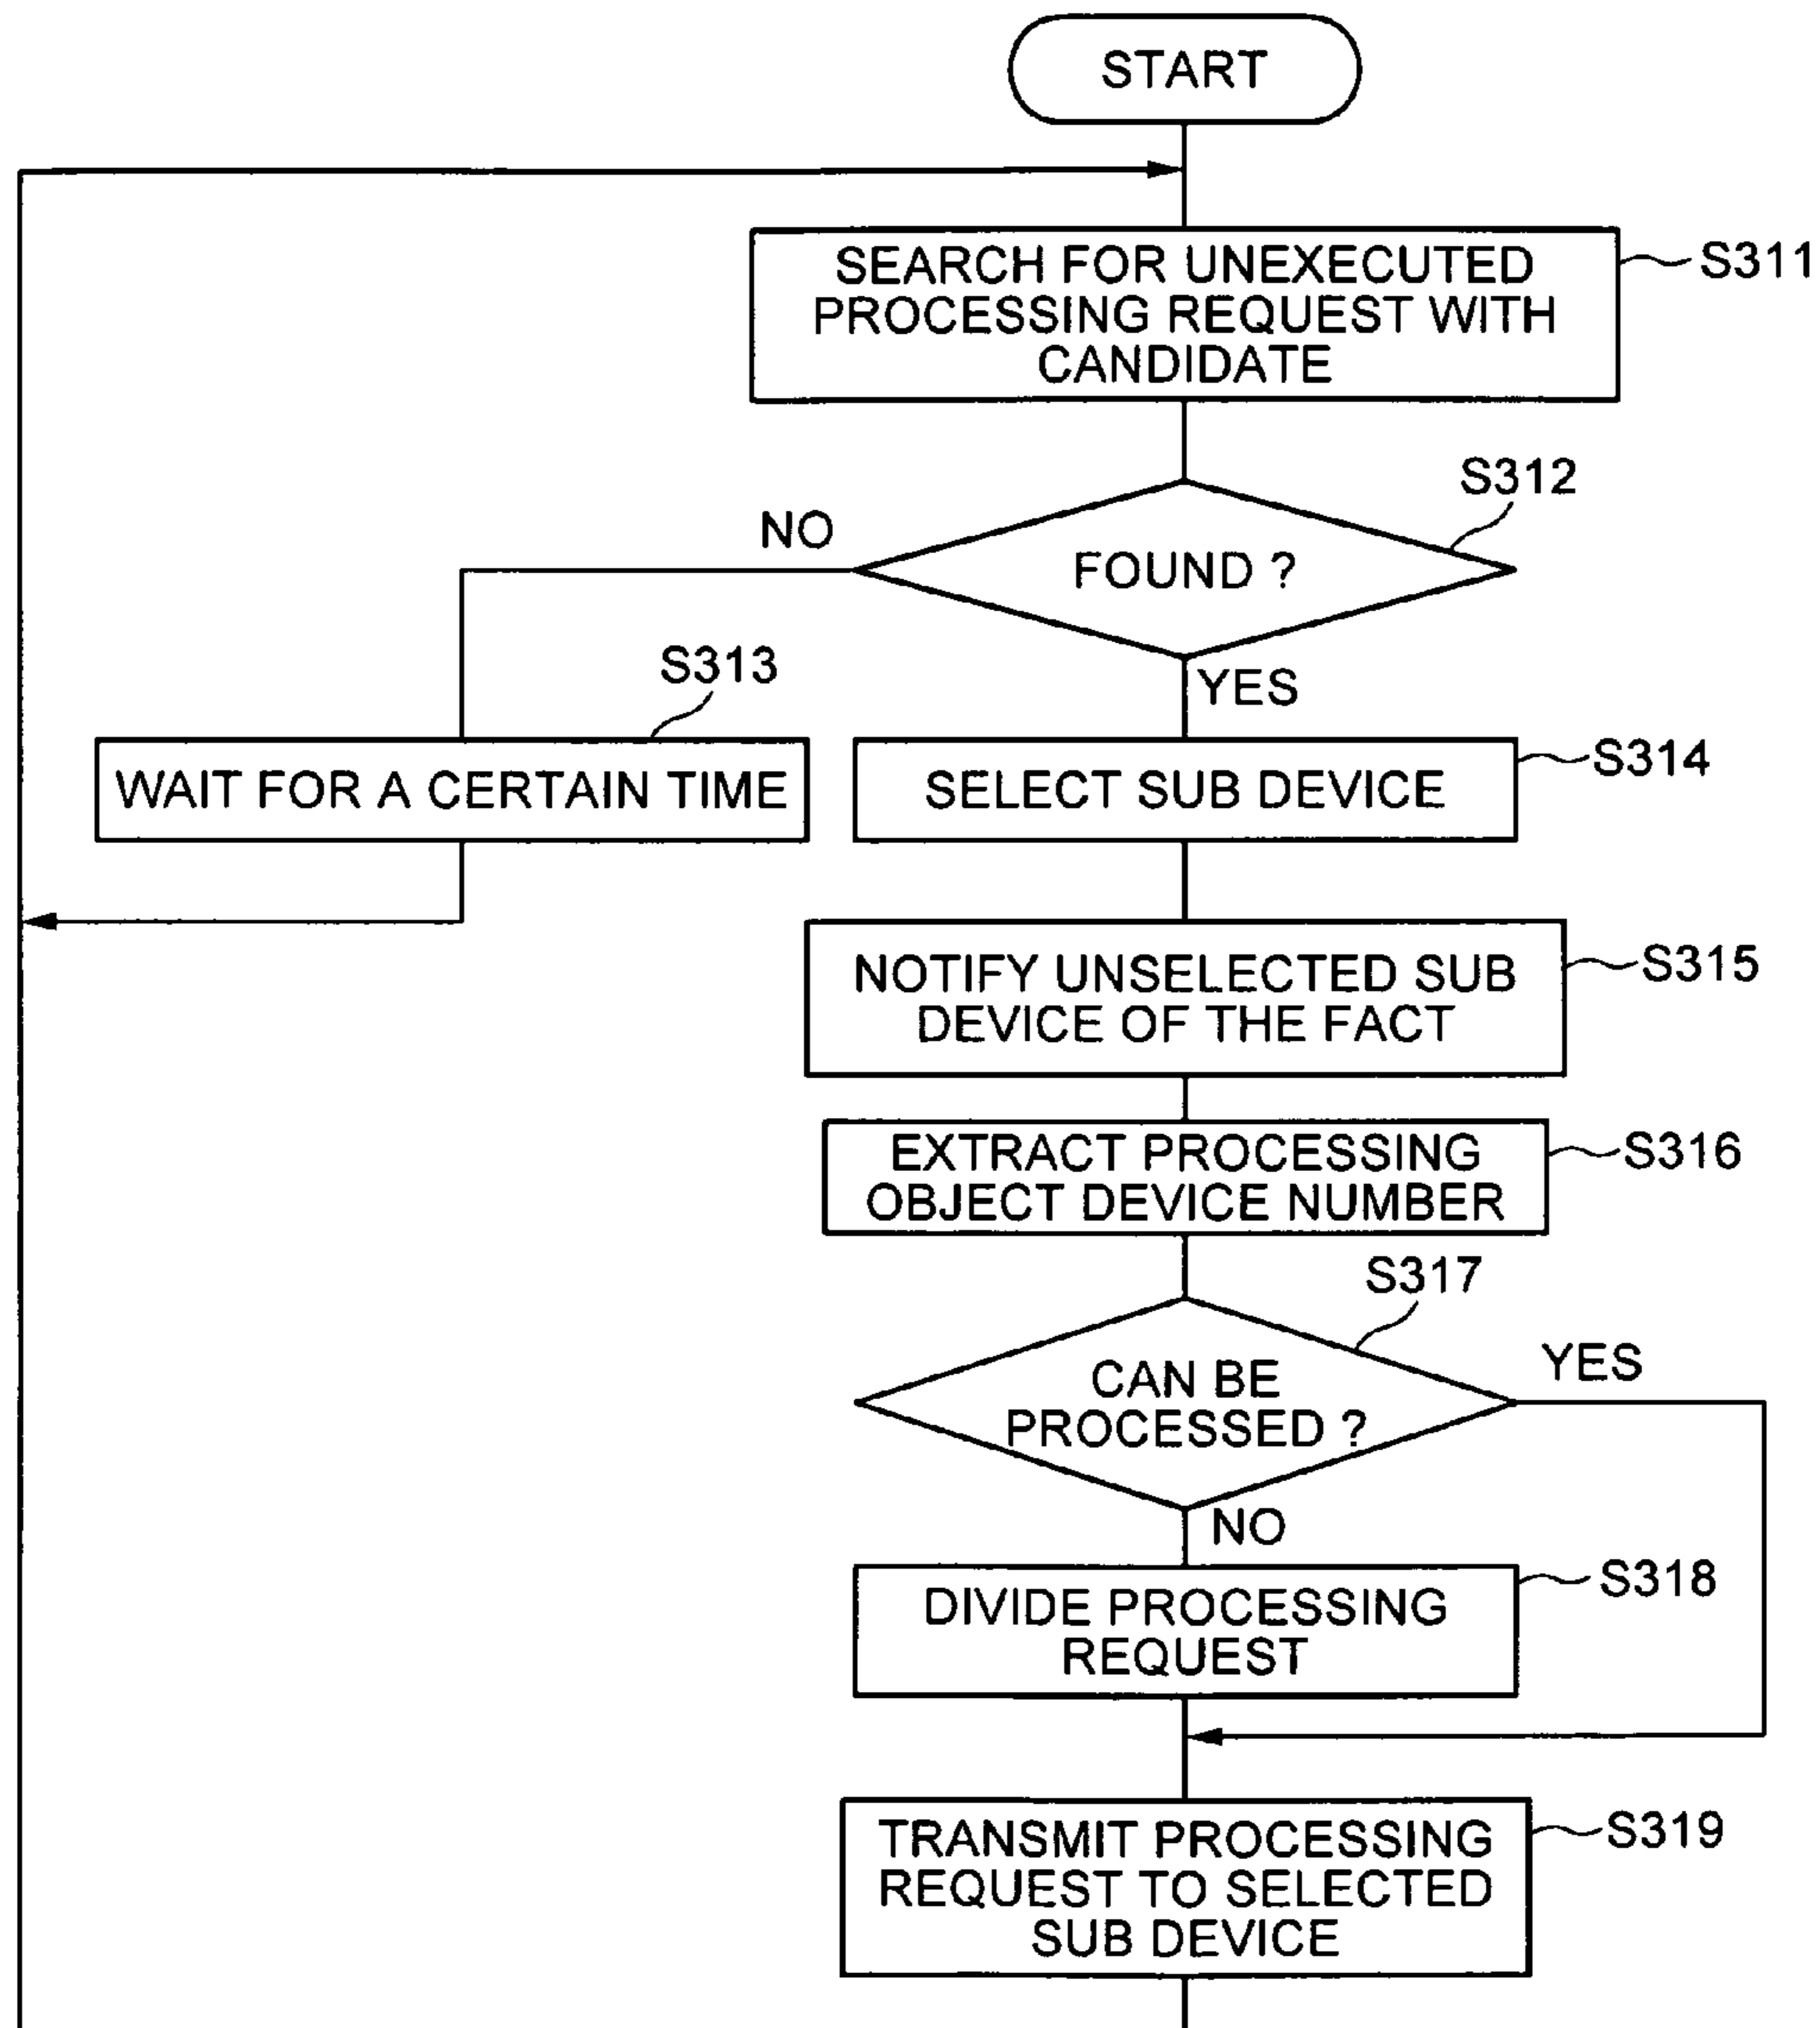 START
SEARCH FOR UNEXECUTED
PROCESSING REQUEST WITH
CANDIDATE
S311
S312
NO
FOUND ?
YES
S313
WAIT FOR A CERTAIN TIME
SELECT SUB DEVICE
S314
NOTIFY UNSELECTED SUB
DEVICE OF THE FACT
S315
EXTRACT PROCESSING
OBJECT DEVICE NUMBER
S316
S317
CAN BE
PROCESSED ?
YES
NO
DIVIDE PROCESSING
REQUEST
S318
TRANSMIT PROCESSING
REQUEST TO SELECTED
SUB DEVICE
S319